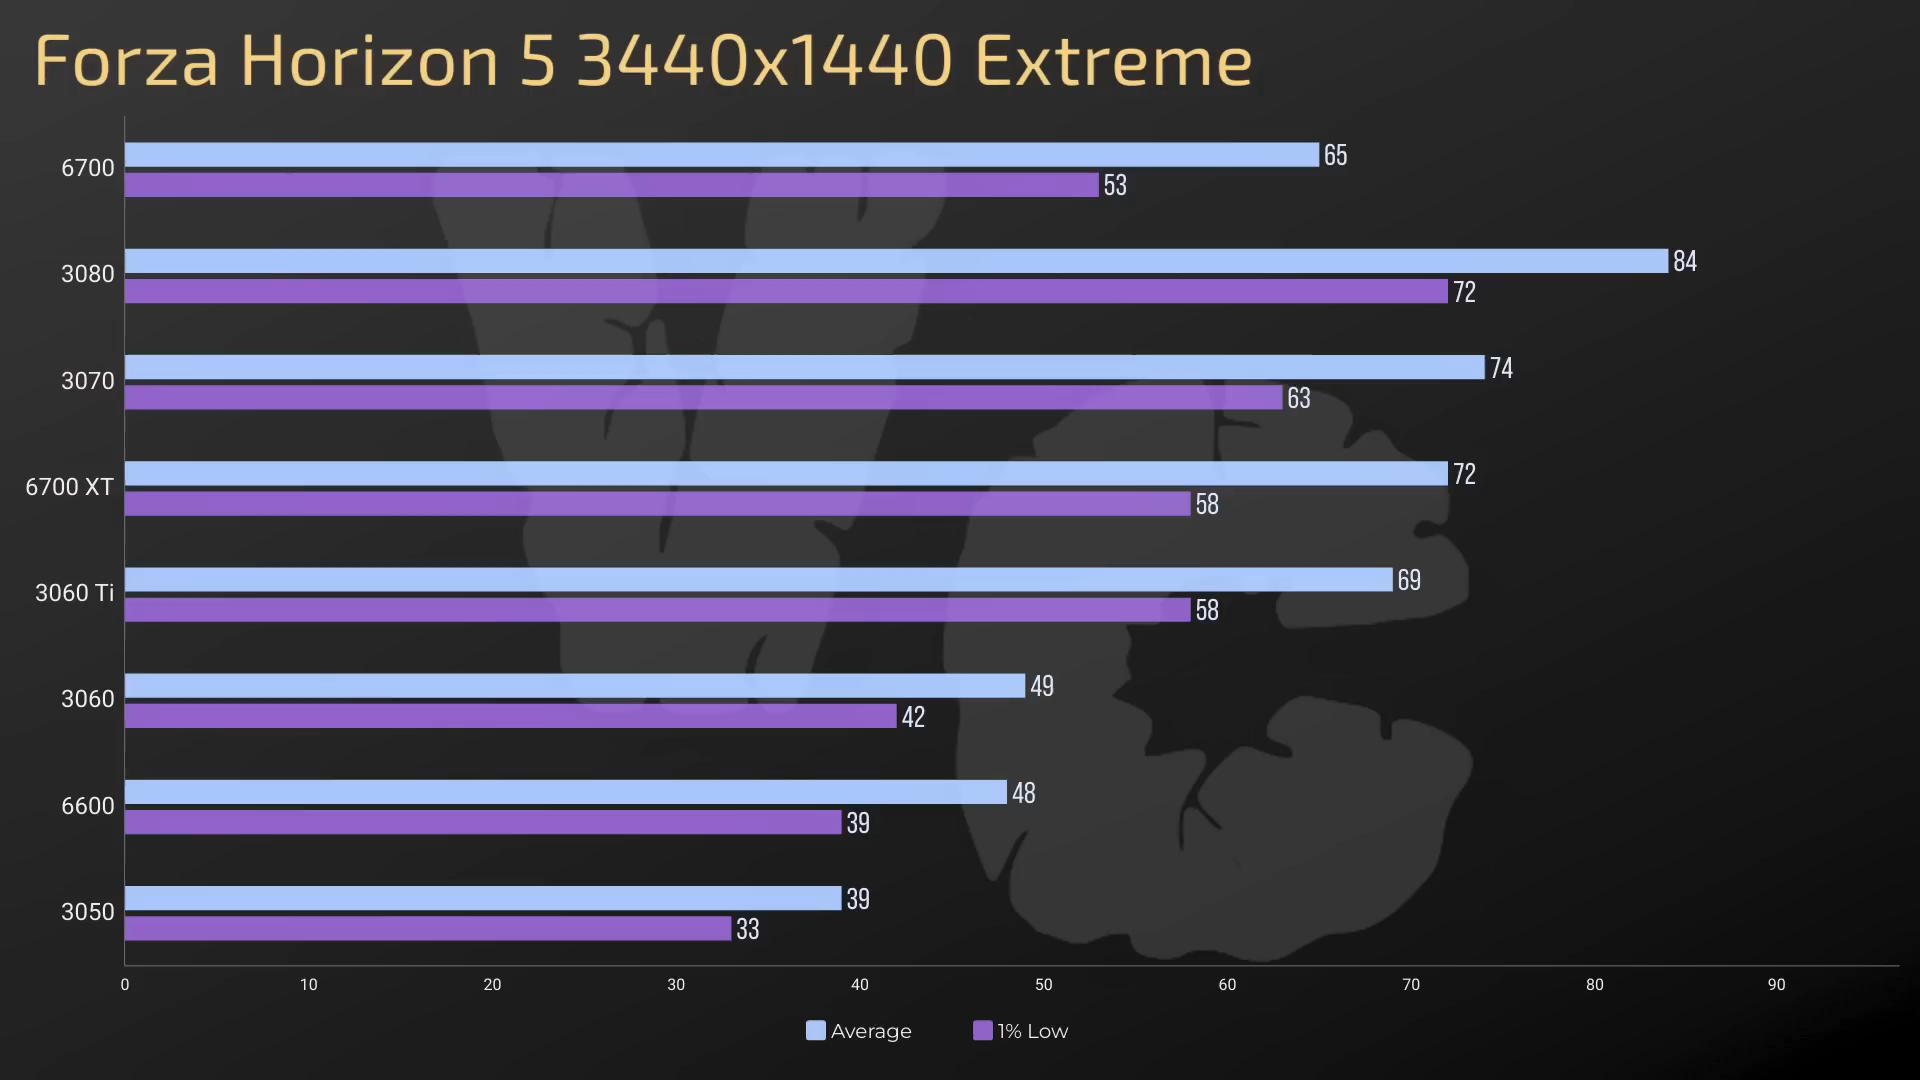 Forza Horizon 5 3440x1440 Extreme
6700 65
53
3080 84
72
3070 74
63
6700 XT 72
58
3060 Ti 69
58
3060 49
42
6600 48
39
3050 39
33
0 10 20 30 40 50 60 70 80 90
Average 1% Low